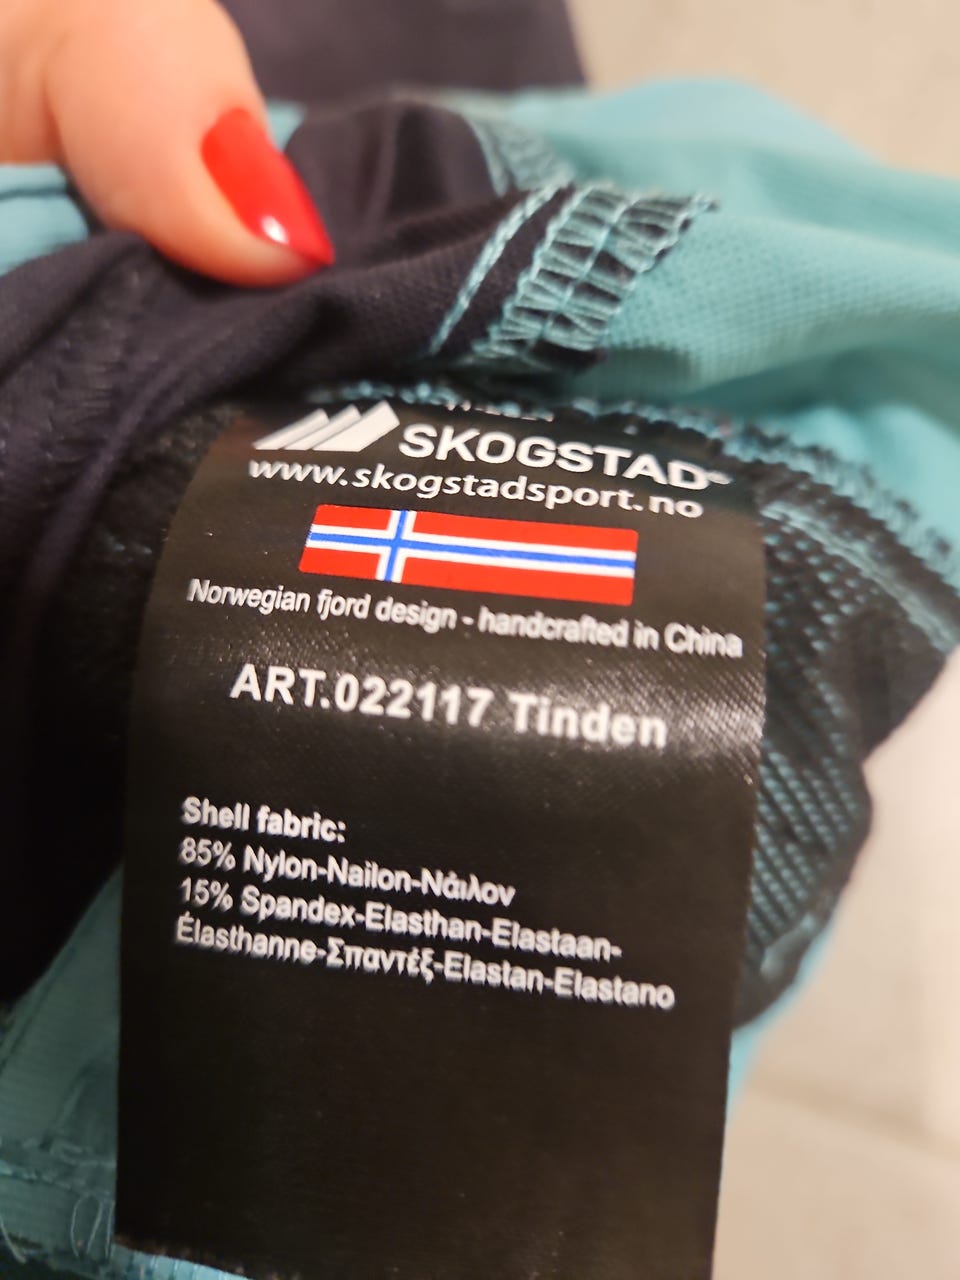 SKOGSTAD®
www.skogstadsport.no
Norwegian fjord design - handcrafted in China
ART.022117 Tinden
Shell fabric:
85% Nylon-Nailon-Νάιλον
15% Spandex-Elasthan-Elastaan-
Élasthanne-Σπαντέξ-Elastan-Elastano